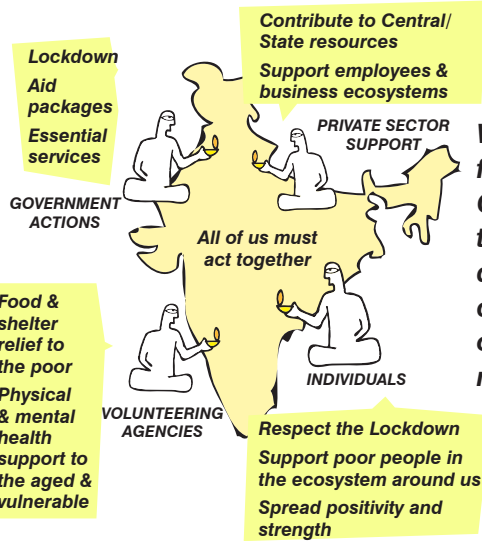 Contribute to Central/
State resources
Support employees &
business ecosystems
Lockdown
Aid
packages
Essential
services
PRIVATE SECTOR
SUPPORT
GOVERNMENT
ACTIONS
All of us must
act together
Food &
shelter
relief to
the poor
Physical
& mental
health
support to
the aged &
vulnerable
VOLUNTEERING
AGENCIES
INDIVIDUALS
Respect the Lockdown
Support poor people in
the ecosystem around us
Spread positivity and
strength